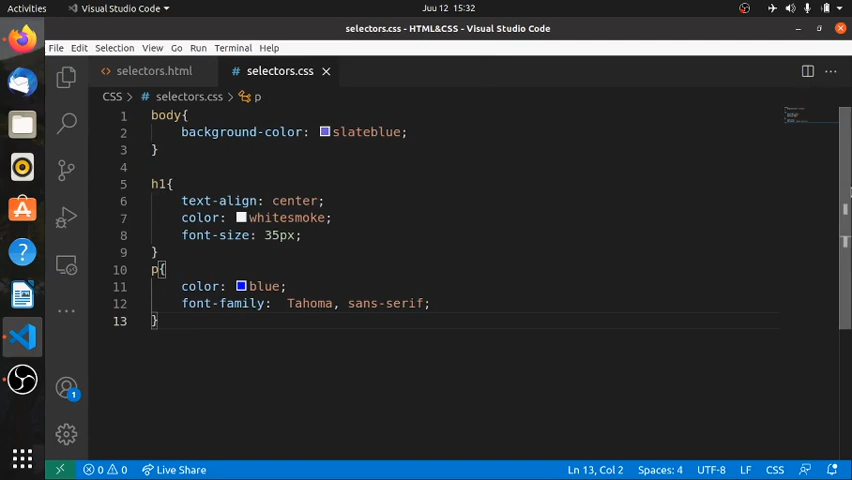 Activities Visual Studio Code Juu 12 15:32
selectors.css - HTML&CSS - Visual Studio Code
File Edit Selection View Go Run Terminal Help
selectors.html # selectors.css
CSS > # selectors.css > p
1 body{
2 background-color: slateblue;
3 }
4
5 h1{
6 text-align: center;
7 color: whitesmoke;
8 font-size: 35px;
9 }
10 p{
11 color: blue;
12 font-family: Tahoma, sans-serif;
13 }
1
0 0 Live Share Ln 13, Col 2 Spaces: 4 UTF-8 LF CSS